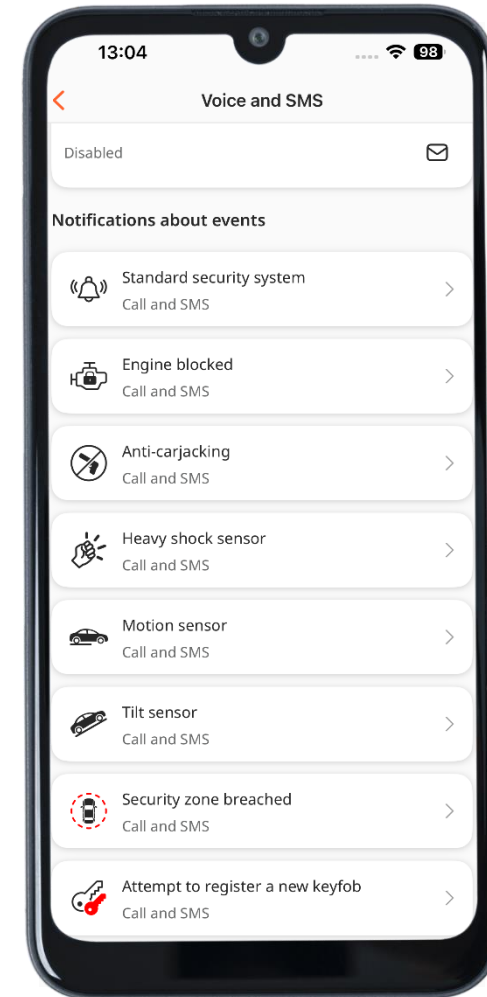 13:04
98
Voice and SMS
Disabled
Notifications about events
Standard security system
Call and SMS
Engine blocked
Call and SMS
Anti-carjacking
Call and SMS
Heavy shock sensor
Call and SMS
Motion sensor
Call and SMS
Tilt sensor
Call and SMS
Security zone breached
Call and SMS
Attempt to register a new keyfob
Call and SMS